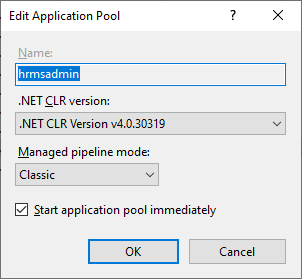 Edit Application Pool
Name:
hrmsadmin
.NET CLR version:
.NET CLR Version v4.0.30319
Managed pipeline mode:
Classic
Start application pool immediately
OK
Cancel